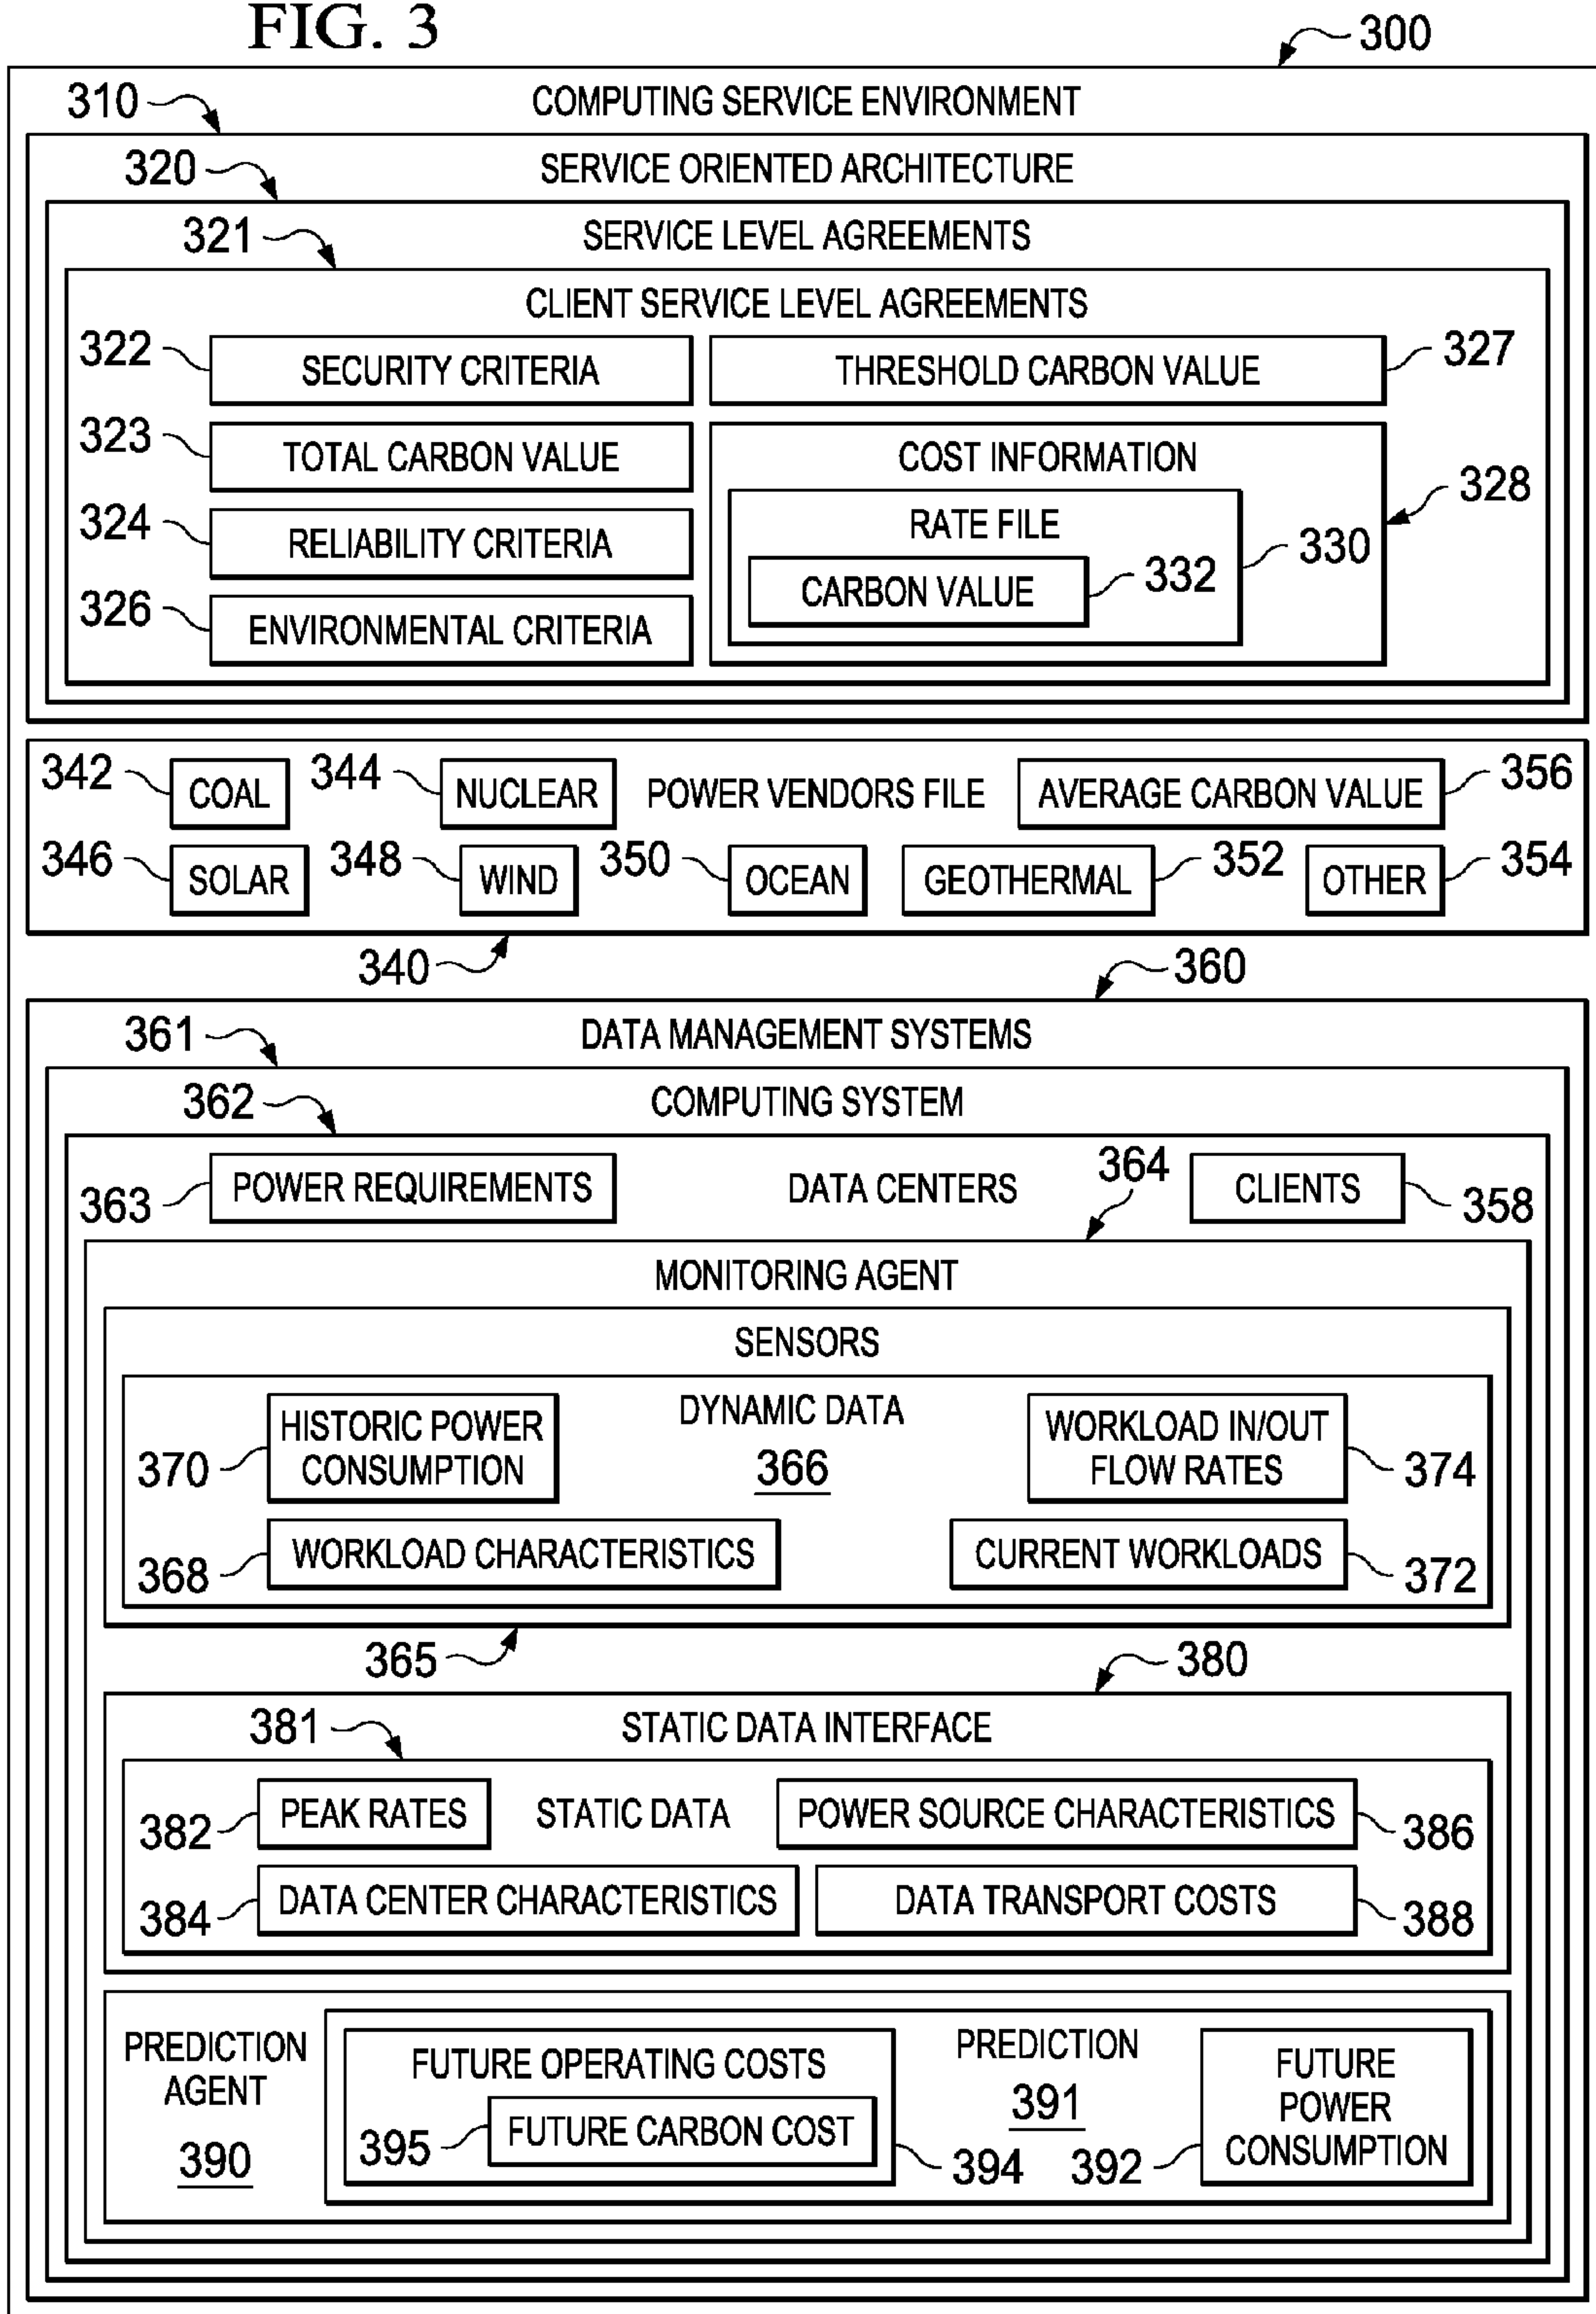 FIG. 3
300
310
COMPUTING SERVICE ENVIRONMENT
320
SERVICE ORIENTED ARCHITECTURE
321
SERVICE LEVEL AGREEMENTS
CLIENT SERVICE LEVEL AGREEMENTS
322
SECURITY CRITERIA
THRESHOLD CARBON VALUE
327
323
TOTAL CARBON VALUE
COST INFORMATION
328
324
RELIABILITY CRITERIA
RATE FILE
330
326
ENVIRONMENTAL CRITERIA
CARBON VALUE
332
342
COAL
344
NUCLEAR
POWER VENDORS FILE
AVERAGE CARBON VALUE
356
346
SOLAR
348
WIND
350
OCEAN
GEOTHERMAL
352
OTHER
354
340
360
361
DATA MANAGEMENT SYSTEMS
362
COMPUTING SYSTEM
363
POWER REQUIREMENTS
DATA CENTERS
364
CLIENTS
358
MONITORING AGENT
SENSORS
370
HISTORIC POWER
CONSUMPTION
DYNAMIC DATA
366
WORKLOAD IN/OUT
FLOW RATES
374
368
WORKLOAD CHARACTERISTICS
CURRENT WORKLOADS
372
365
380
381
STATIC DATA INTERFACE
382
PEAK RATES
STATIC DATA
POWER SOURCE CHARACTERISTICS
386
384
DATA CENTER CHARACTERISTICS
DATA TRANSPORT COSTS
388
PREDICTION
AGENT
390
FUTURE OPERATING COSTS
395
FUTURE CARBON COST
394
PREDICTION
391
392
FUTURE
POWER
CONSUMPTION